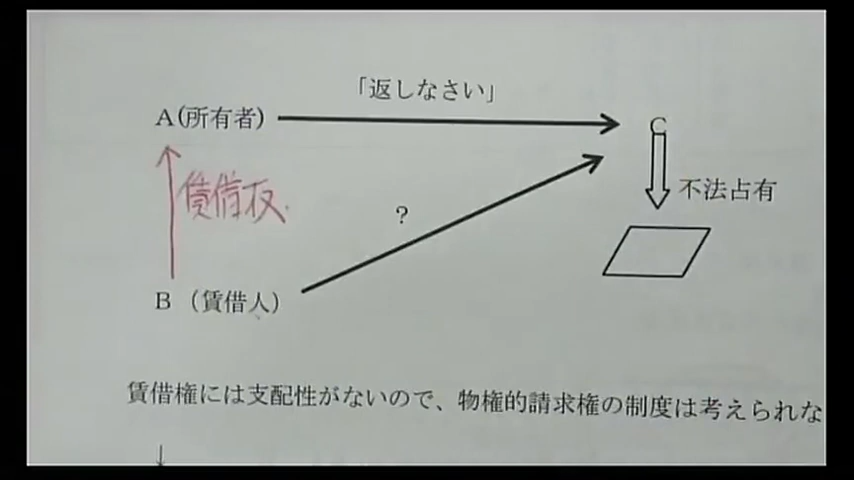 「返しなさい」
A(所有者)
C
賃借权
不法占有
?
B （賃借人）
賃借権には支配性がないので、物権的請求権の制度は考えられな